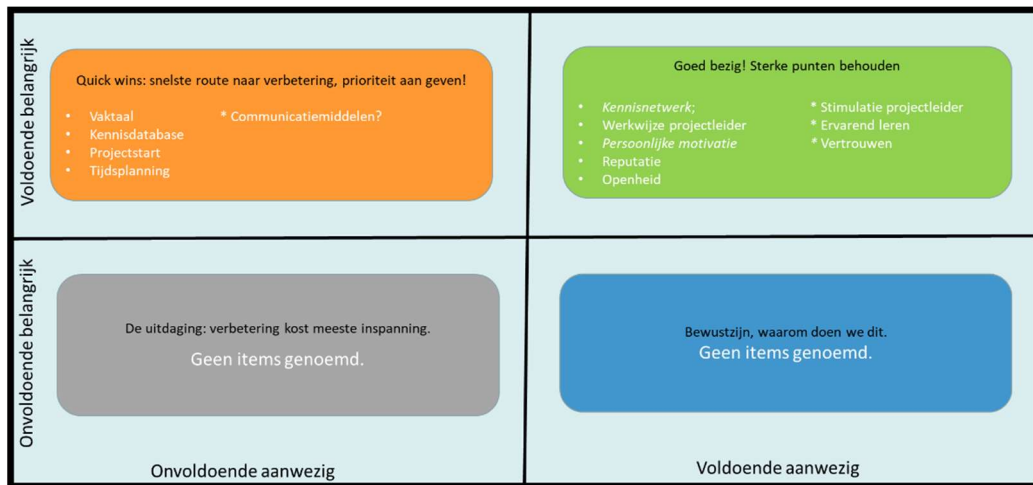 Voldoende belangrijk
Quick wins: snelste route naar verbetering, prioriteit aan geven!
• Vaktaal
• Kennisdatabase
• Projectstart
• Tijdsplanning
* Communicatiemiddelen?
Goed bezig! Sterke punten behouden
• Kennisnetwerk;
• Werkwijze projectleider
• Persoonlijke motivatie
• Reputatie
• Openheid
* Stimulatie projectleider
* Ervarend leren
* Vertrouwen
Onvoldoende belangrijk
De uitdaging: verbetering kost meeste inspanning.
Geen items genoemd.
Bewustzijn, waarom doen we dit.
Geen items genoemd.
Onvoldoende aanwezig
Voldoende aanwezig